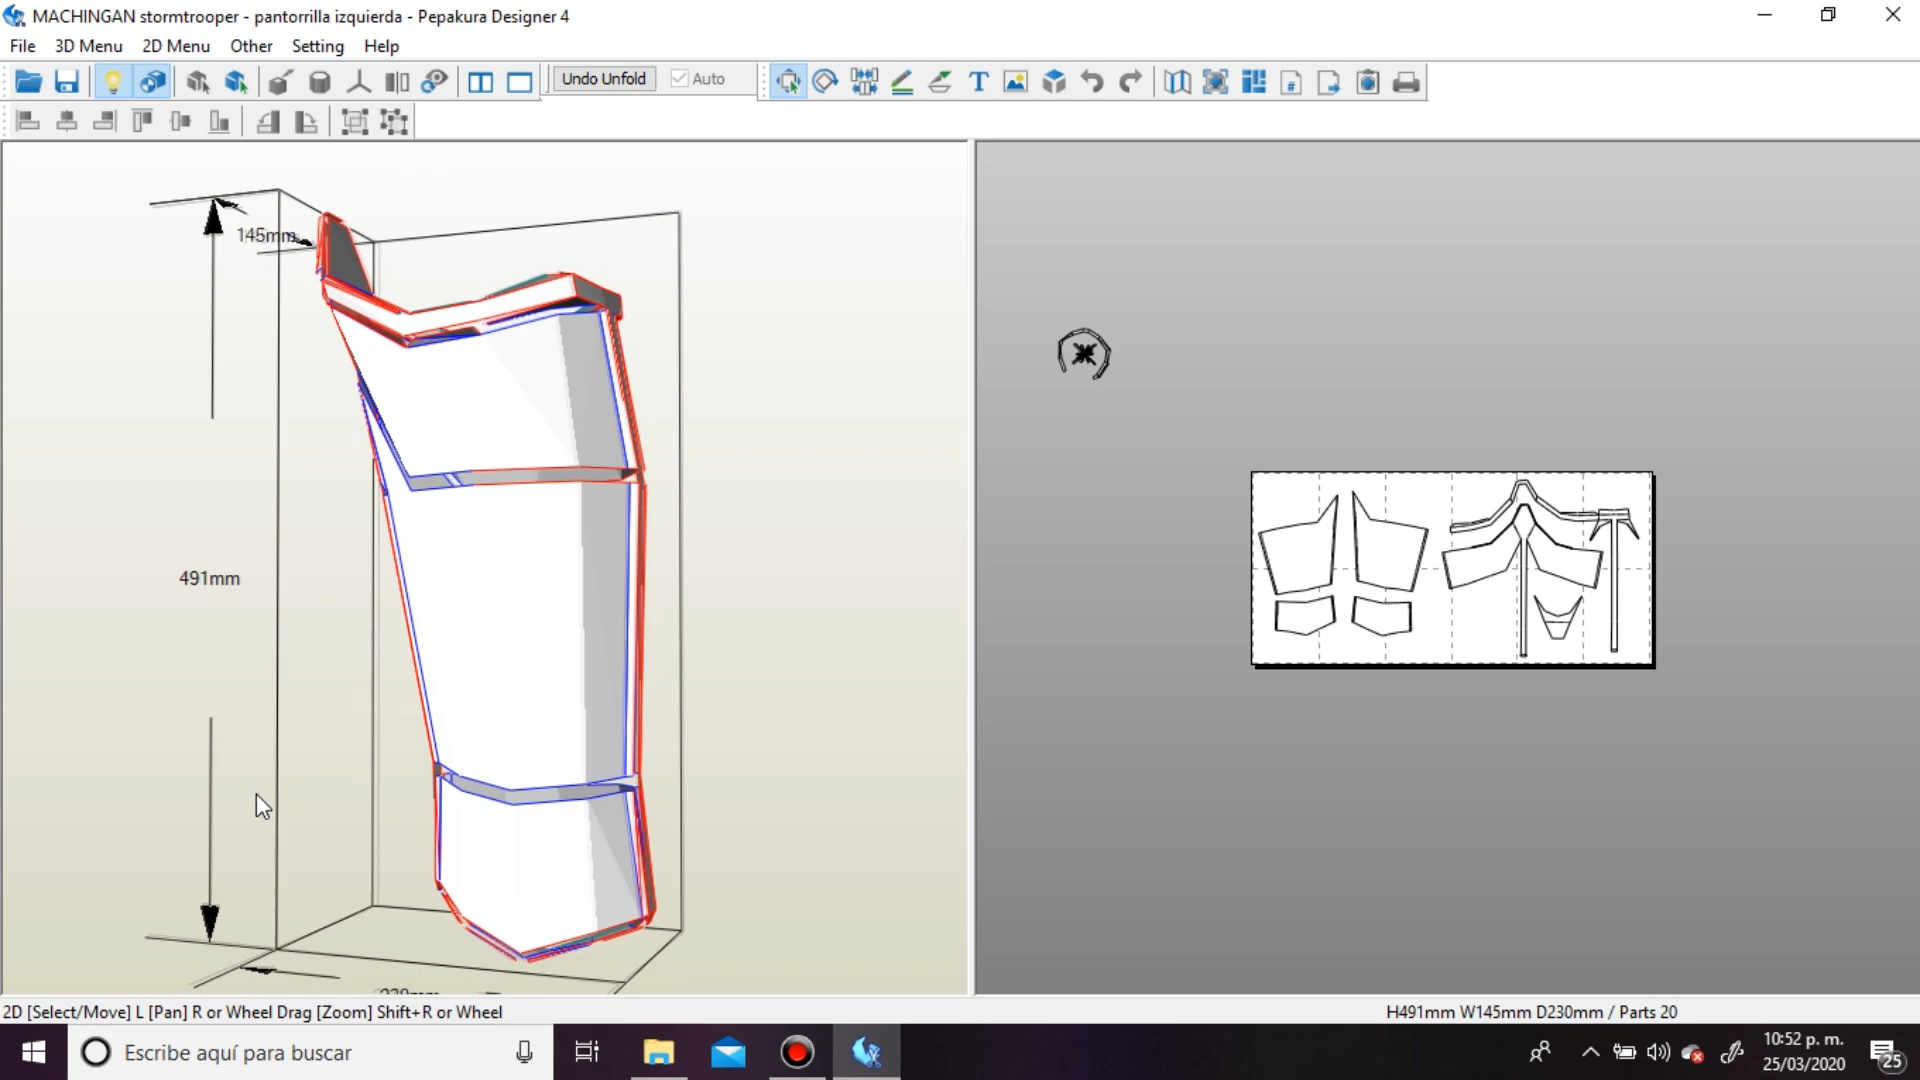 MACHINGAN stormtrooper - pantorrilla izquierda - Pepakura Designer 4
File 3D Menu 2D Menu Other Setting Help
Undo Unfold Auto
145mm
491mm
2D [Select/Move] L [Pan] R or Wheel Drag [Zoom] Shift+R or Wheel
H491mm W145mm D230mm / Parts 20
Escribe aquí para buscar
10:52 p. m.
25/03/2020
25